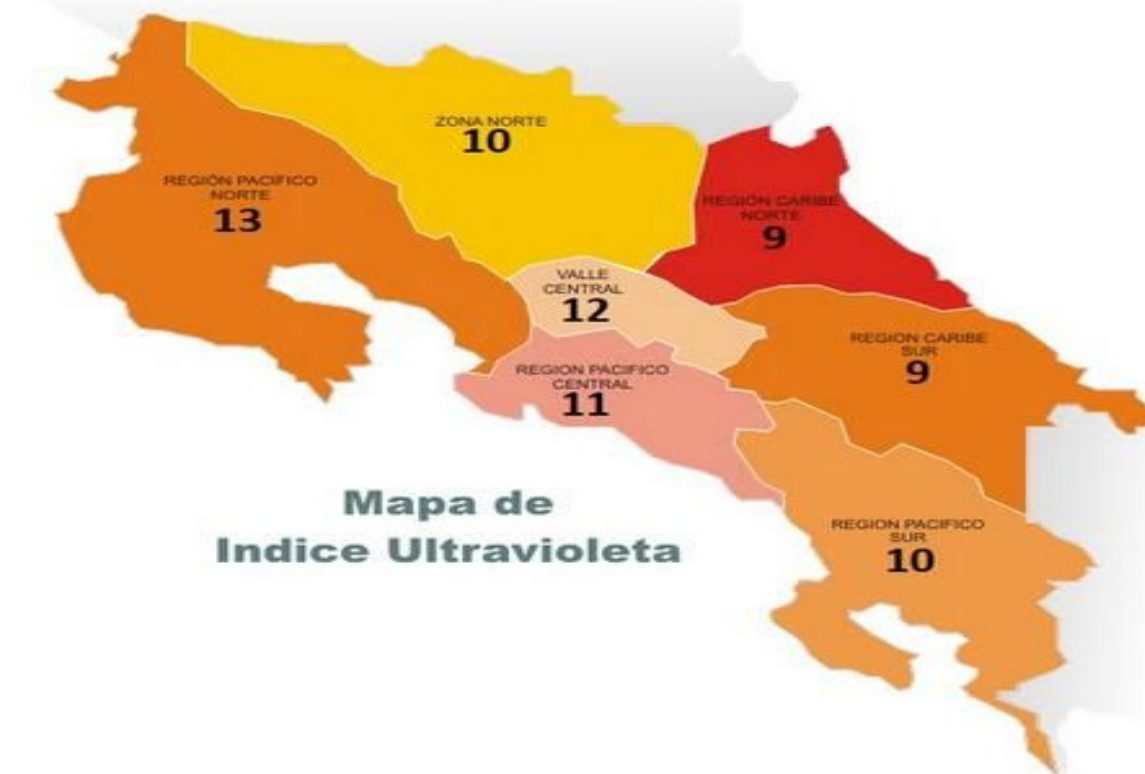 ZONA NORTE
10
REGIÓN PACÍFICO
NORTE
13
REGIÓN CARIBE
NORTE
9
VALLE
CENTRAL
12
REGION CARIBE
SUR
9
REGION PACIFICO
CENTRAL
11
Mapa de
Indice Ultravioleta
REGION PACIFICO
SUR
10